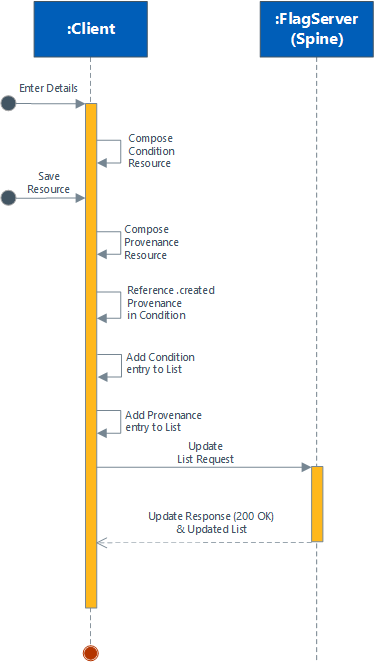 :Client
:FlagServer
(Spine)
Enter Details
Compose
Condition
Resource
Save
Resource
Compose
Provenance
Resource
Reference .created
Provenance
in Condition
Add Condition
entry to List
Add Provenance
entry to List
Update
List Request
Update Response (200 OK)
& Updated List